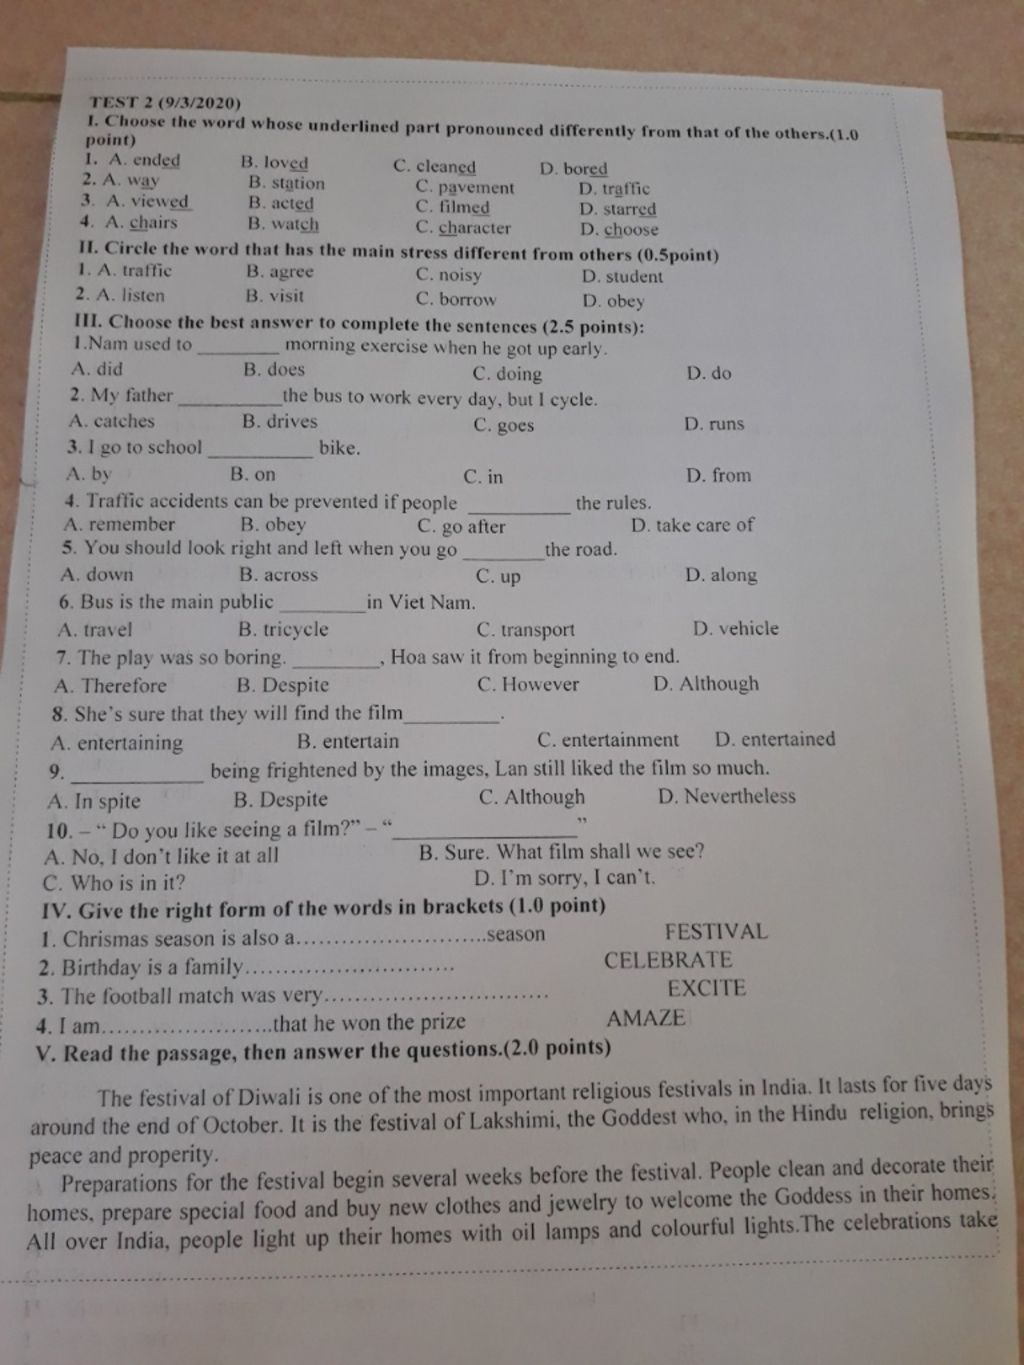 TEST 2 (9/3/2020)
I. Choose the word whose underlined part pronounced differently from that of the others.(1.0
point)
1. A. ended B. loved C. cleaned D. bored
2. A. way B. station C. pavement D. traffic
3. A. viewed B. acted C. filmed D. starred
4. A. chairs B. watch C. character D. choose
II. Circle the word that has the main stress different from others (0.5point)
1. A. traffic B. agree C. noisy D. student
2. A. listen B. visit C. borrow D. obey
III. Choose the best answer to complete the sentences (2.5 points):
1.Nam used to ________ morning exercise when he got up early.
A. did B. does C. doing D. do
2. My father __________the bus to work every day, but I cycle.
A. catches B. drives C. goes D. runs
3. I go to school __________ bike.
A. by B. on C. in D. from
4. Traffic accidents can be prevented if people __________ the rules.
A. remember B. obey C. go after D. take care of
5. You should look right and left when you go ________the road.
A. down B. across C. up D. along
6. Bus is the main public ________in Viet Nam.
A. travel B. tricycle C. transport D. vehicle
7. The play was so boring. ________, Hoa saw it from beginning to end.
A. Therefore B. Despite C. However D. Although
8. She's sure that they will find the film_________.
A. entertaining B. entertain C. entertainment D. entertained
9. ____________ being frightened by the images, Lan still liked the film so much.
A. In spite B. Despite C. Although D. Nevertheless
10. – “ Do you like seeing a film?” – “_________________”
A. No, I don't like it at all B. Sure. What film shall we see?
C. Who is in it? D. I'm sorry, I can't.
IV. Give the right form of the words in brackets (1.0 point)
1. Chrismas season is also a..........................season FESTIVAL
2. Birthday is a family............................. CELEBRATE
3. The football match was very............................... EXCITE
4. I am.......................that he won the prize AMAZE
V. Read the passage, then answer the questions.(2.0 points)
The festival of Diwali is one of the most important religious festivals in India. It lasts for five days
around the end of October. It is the festival of Lakshimi, the Goddest who, in the Hindu religion, brings
peace and properity.
Preparations for the festival begin several weeks before the festival. People clean and decorate their
homes, prepare special food and buy new clothes and jewelry to welcome the Goddess in their homes.
All over India, people light up their homes with oil lamps and colourful lights.The celebrations take